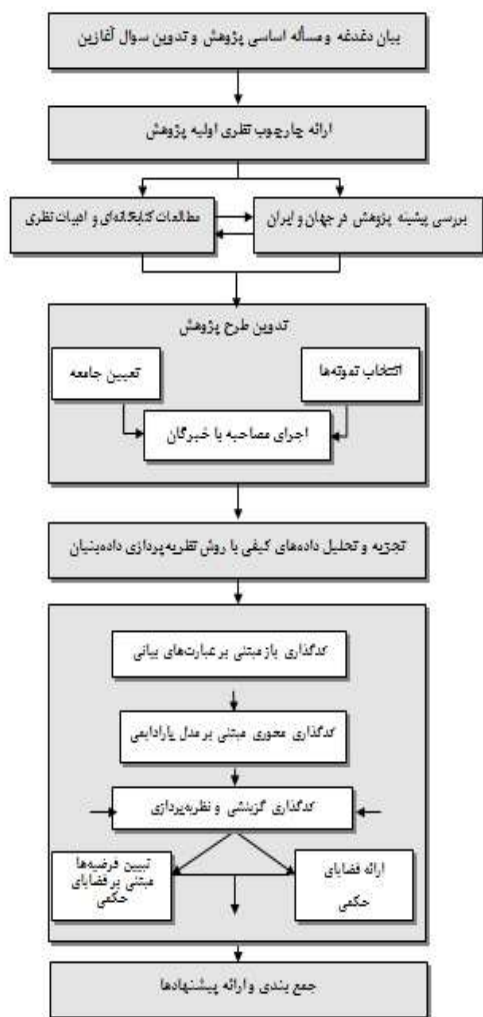 بیان دغدغه و مسأله اساسی پژوهش و تدوین سوال آغازین
ارائه چارچوب نظری اولیه پژوهش
بررسی پیشینه پژوهش در جهان و ایران
مطالعات کتابخانه‌ای و ادبیات نظری
تدوین طرح پژوهش
انتخاب نمونه‌ها
تعیین جامعه
اجرای مصاحبه با خبرگان
تجزیه و تحلیل داده‌های کیفی با روش نظریه‌پردازی داده‌بنیان
کدگذاری باز مبتنی بر عبارت‌های بیانی
کدگذاری محوری مبتنی بر مدل پارادایمی
کدگذاری گزینشی و نظریه‌پردازی
ارائه قضایای
حکمی
تبیین فرضیه‌ها
مبتنی بر قضایای
حکمی
جمع بندی و ارائه پیشنهادها